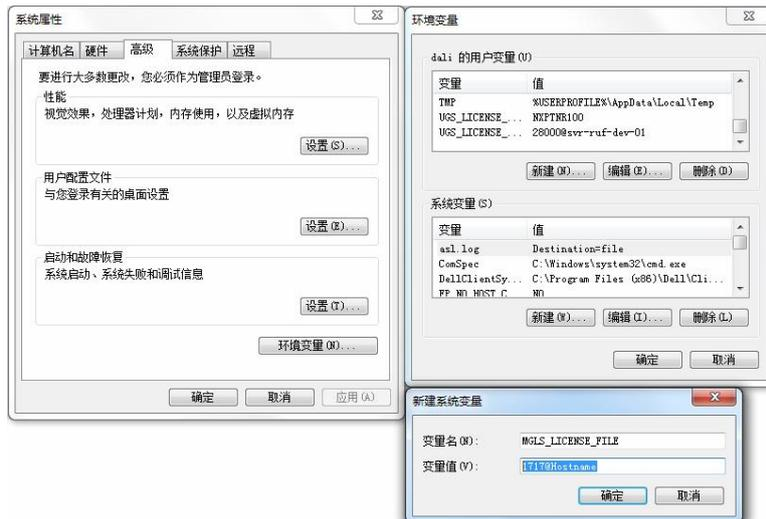 系统属性
计算机名 硬件 高级 系统保护 远程
要进行大多数更改，您必须作为管理员登录。
性能
视觉效果，处理器计划，内存使用，以及虚拟内存
设置(S)...
用户配置文件
与您登录有关的桌面设置
设置(E)...
启动和故障恢复
系统启动、系统失败和调试信息
设置(T)...
环境变量(N)...
确定 取消 应用(A)
环境变量
dali 的用户变量(U)
变量 值
TMP %USERPROFILE%\AppData\Local\Temp
UGS_LICENSE_... NXPTNR100
UGS_LICENSE_... 28000@svr-ruf-dev-01
新建(N)... 编辑(E)... 删除(D)
系统变量(S)
变量 值
asl.log Destination=file
ComSpec C:\Windows\system32\cmd.exe
DellClientSy... C:\Program Files (x86)\Dell\Cli...
FP_NO_HOST_C... NO
新建(W)... 编辑(I)... 删除(L)
确定 取消
新建系统变量
变量名(N): MGLS_LICENSE_FILE
变量值(V): 1717@Hostname
确定 取消